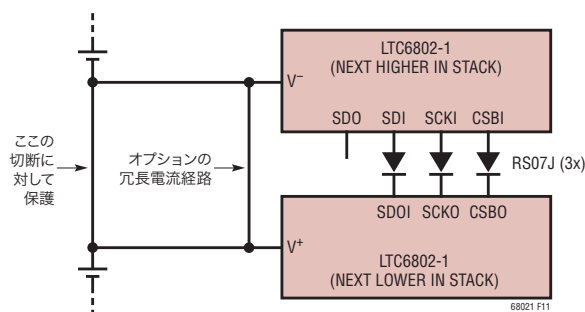 LTC6802-1
(NEXT HIGHER IN STACK)
V–
SDO SDI SCKI CSBI
ここの
切断に
対して
保護
オプションの
冗長電流経路
RS07J (3x)
SDOI SCKO CSBO
V+
LTC6802-1
(NEXT LOWER IN STACK)
68021 F11